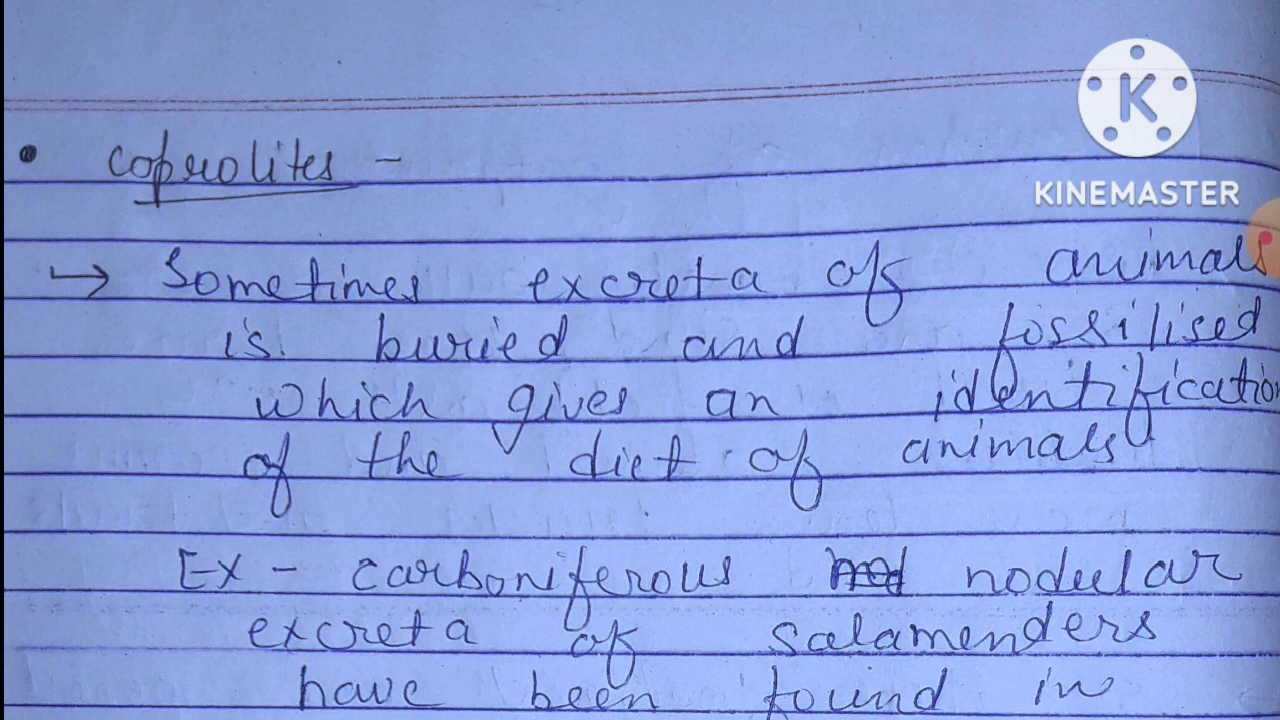 K
KINEMASTER
• coprolites -
↳ Sometimes excreta of animals
is buried and fossilised
which gives an identification
of the diet of animals
Ex - carboniferous nodular
excreta of salamenders
have been found in